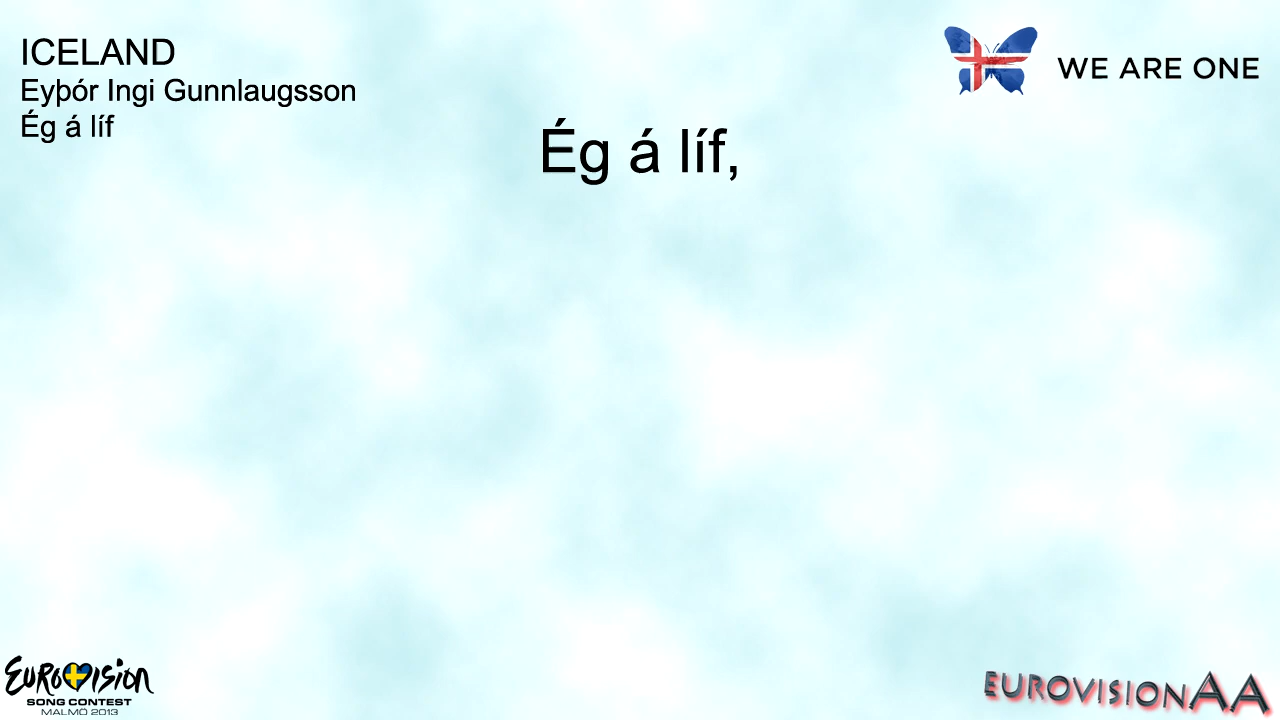 ICELAND
Eyþór Ingi Gunnlaugsson
Ég á líf
WE ARE ONE
Ég á líf,
EUROVISION
SONG CONTEST
MALMÖ 2013
EUROVISIONAA